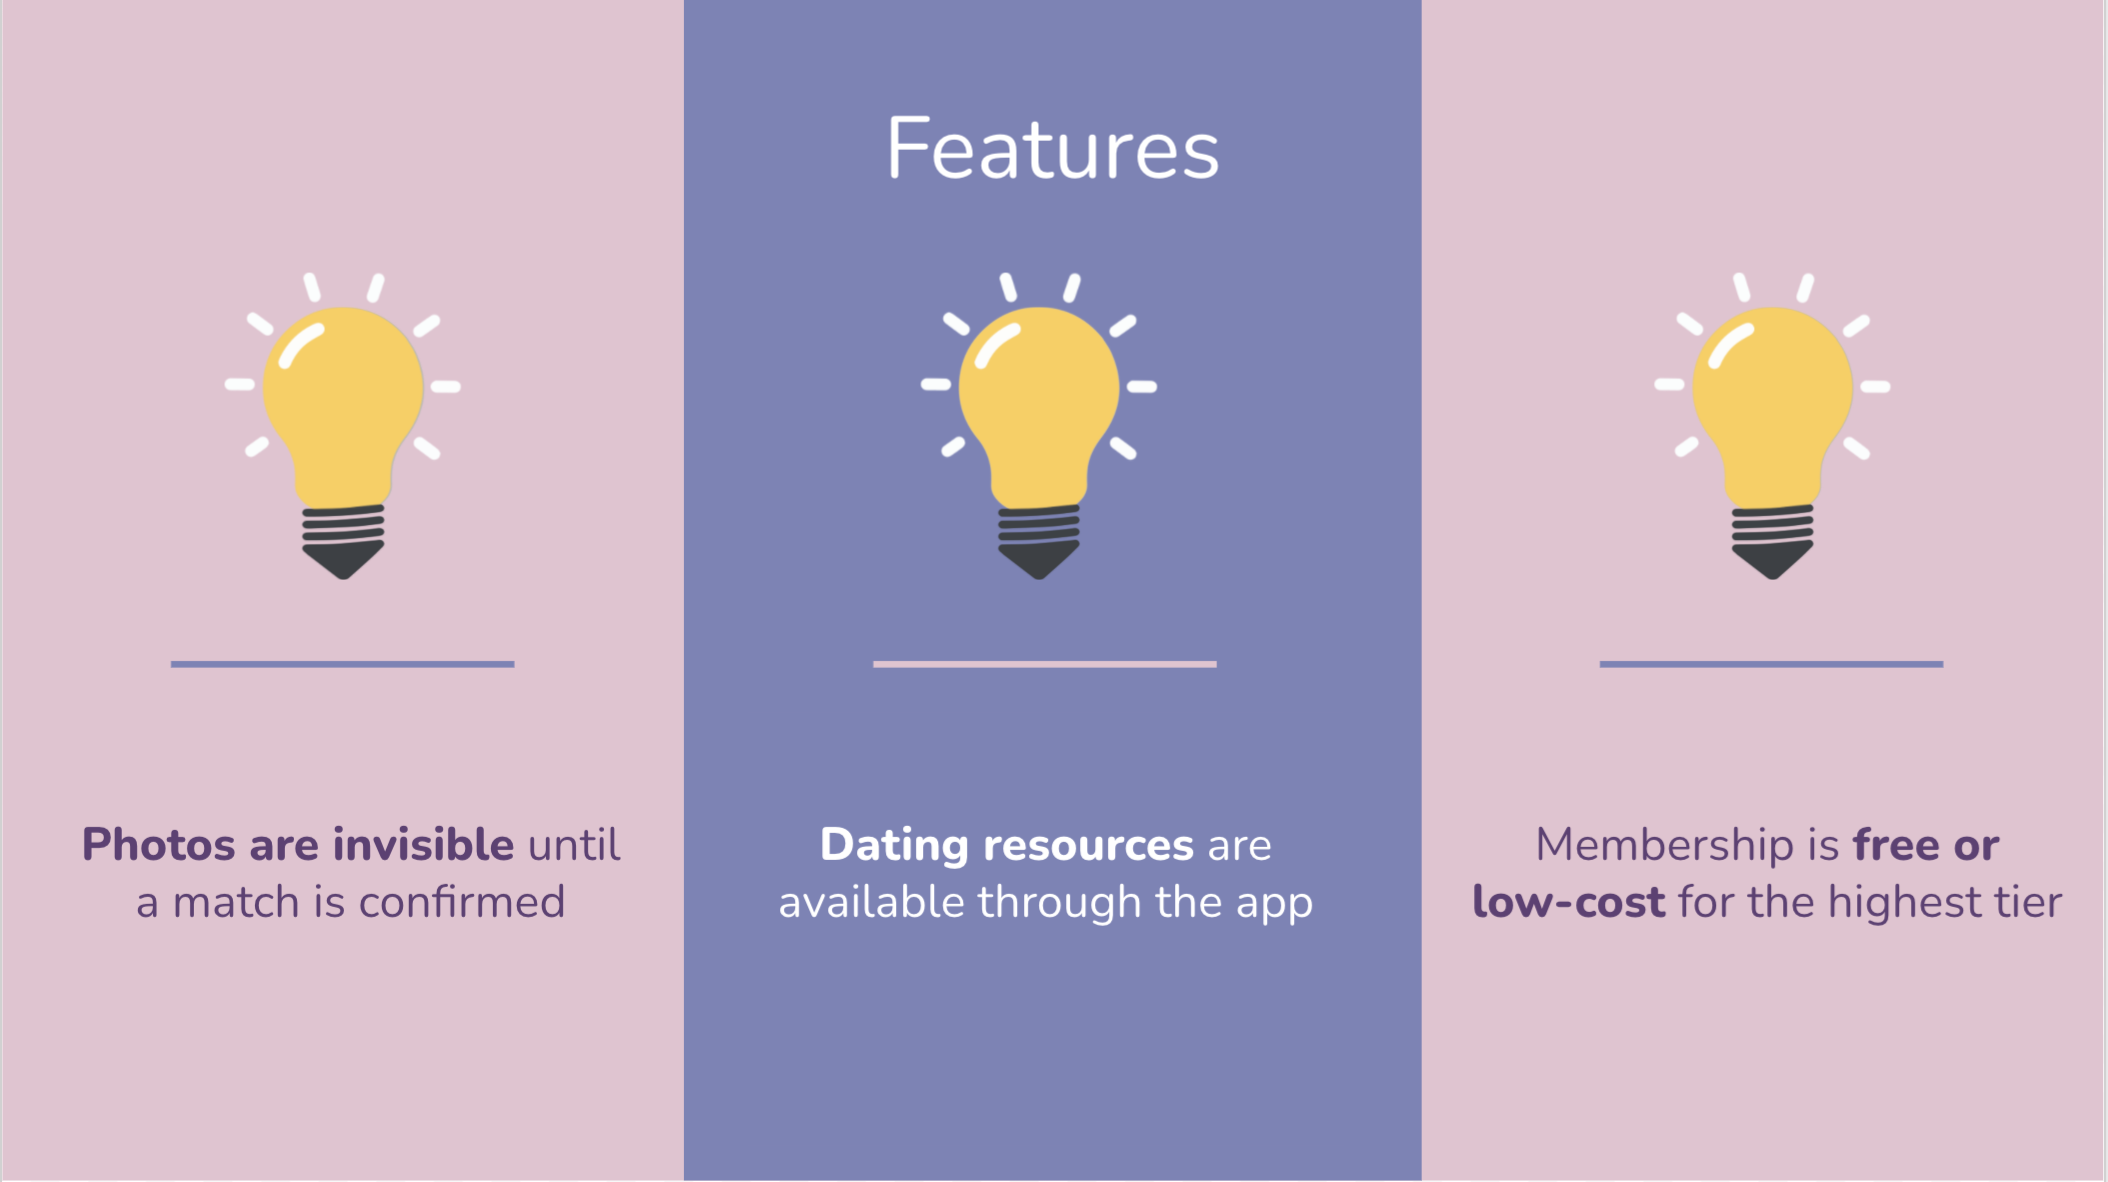 Features
Photos are invisible until
a match is confirmed
Dating resources are
available through the app
Membership is free or
low-cost for the highest tier